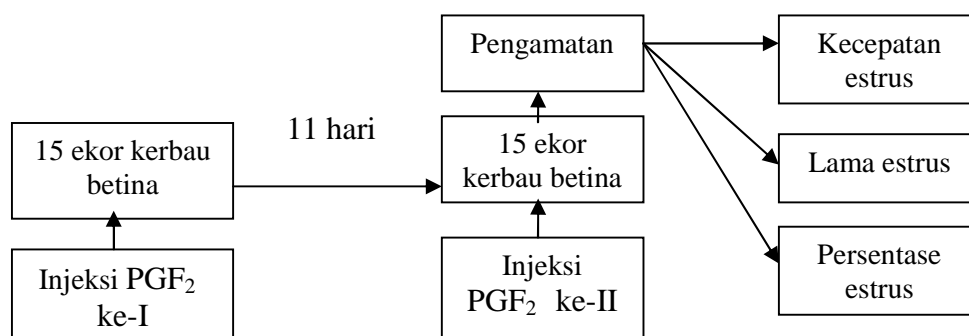 Pengamatan
Kecepatan
estrus
11 hari
15 ekor kerbau
betina
15 ekor
kerbau betina
Lama estrus
Injeksi PGF₂
ke-I
Injeksi
PGF₂ ke-II
Persentase
estrus